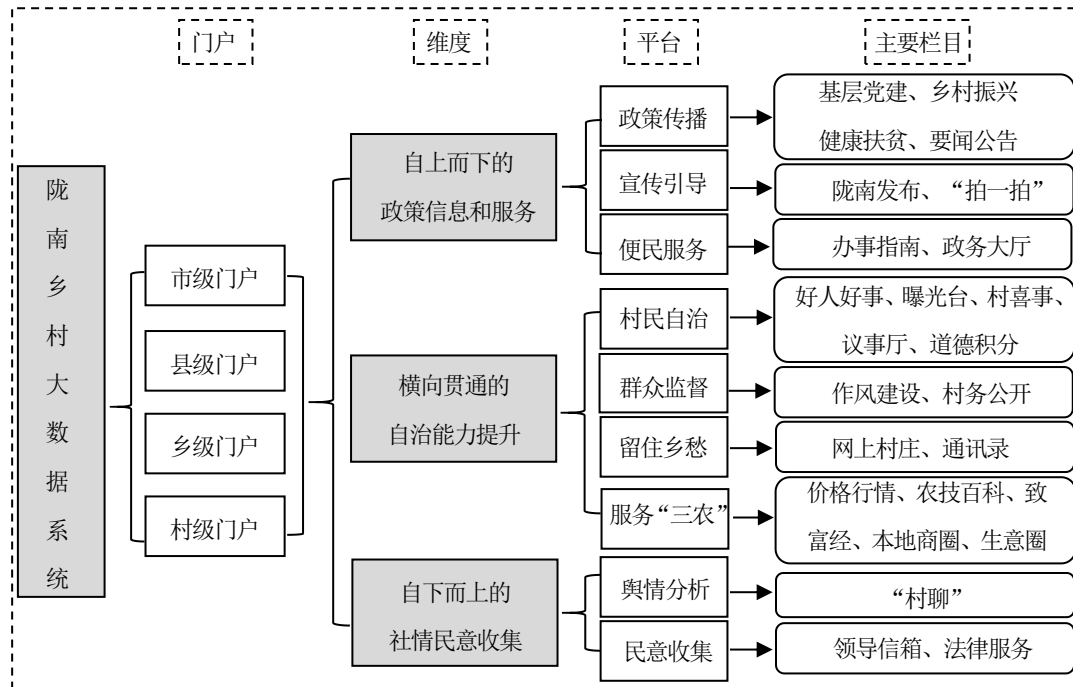 门户
维度
平台
主要栏目
陇南乡村大数据系统
市级门户
县级门户
乡级门户
村级门户
自上而下的
政策信息和服务
政策传播
基层党建、乡村振兴
健康扶贫、要闻公告
宣传引导
陇南发布、“拍一拍”
便民服务
办事指南、政务大厅
横向贯通的
自治能力提升
村民自治
好人好事、曝光台、村喜事、
议事厅、道德积分
群众监督
作风建设、村务公开
留住乡愁
网上村庄、通讯录
服务“三农”
价格行情、农技百科、致
富经、本地商圈、生意圈
自下而上的
社情民意收集
舆情分析
“村聊”
民意收集
领导信箱、法律服务